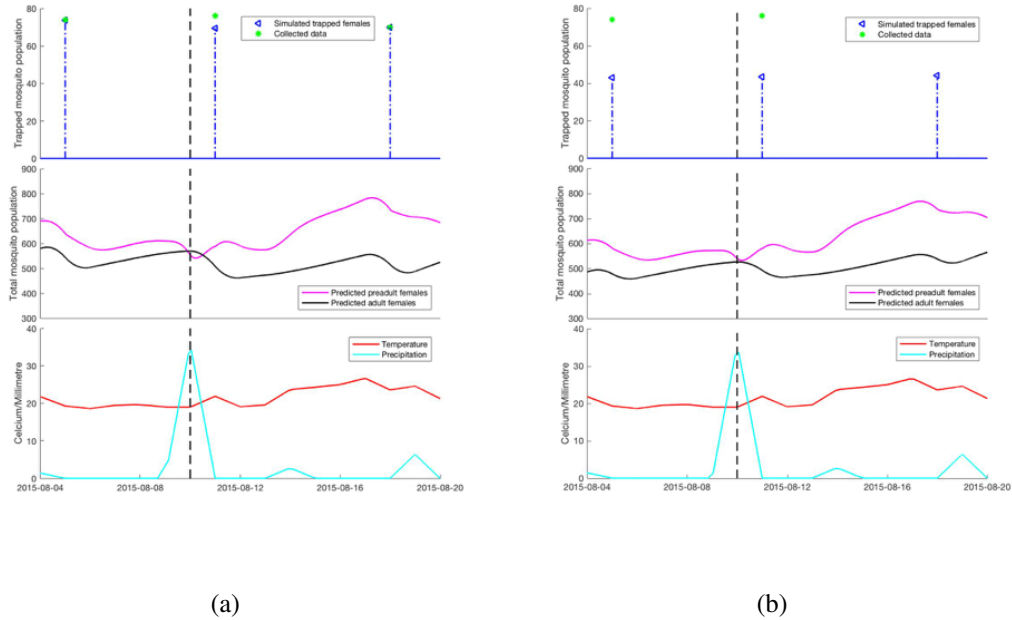 80
60
40
20
0
Trapped mosquito population
Simulated trapped females
Collected data
900
800
700
600
500
400
300
Total mosquito population
Predicted preadult females
Predicted adult females
40
30
20
10
0
Celcium/Millimetre
Temperature
Precipitation
2015-08-04 2015-08-08 2015-08-12 2015-08-16 2015-08-20
(a)
80
60
40
20
0
Trapped mosquito population
Simulated trapped females
Collected data
900
800
700
600
500
400
300
Total mosquito population
Predicted preadult females
Predicted adult females
40
30
20
10
0
Celcium/Millimetre
Temperature
Precipitation
2015-08-04 2015-08-08 2015-08-12 2015-08-16 2015-08-20
(b)